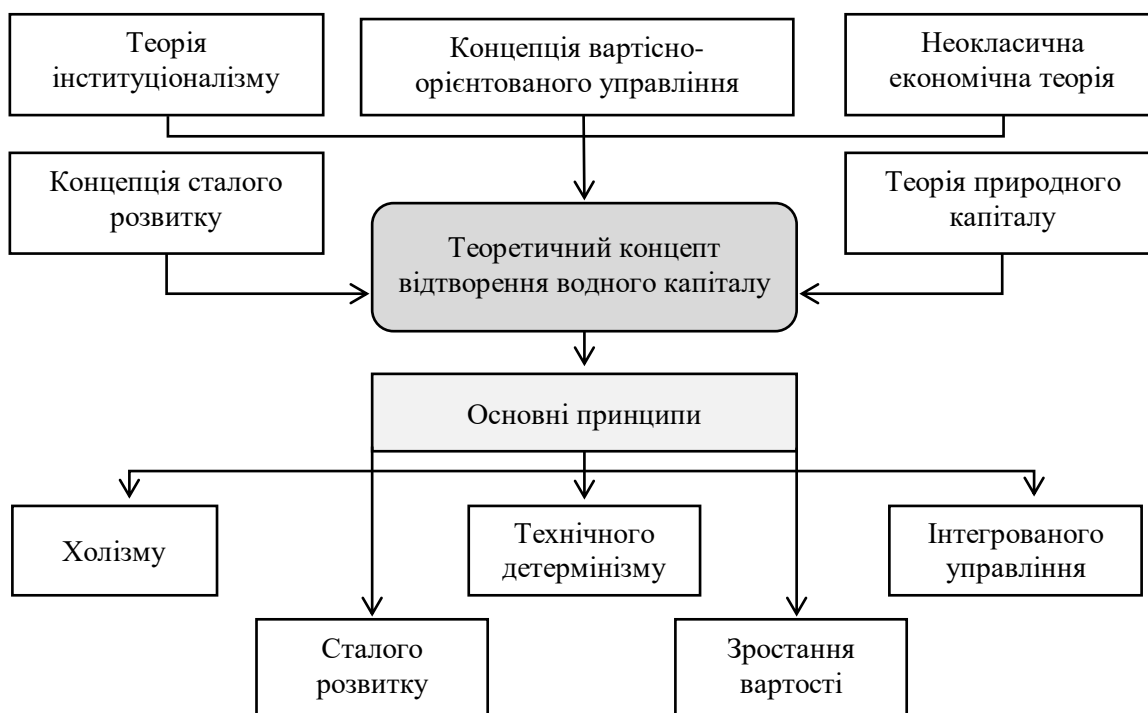 Теорія
інституціоналізму
Концепція вартісно-
орієнтованого управління
Неокласична
економічна теорія
Концепція сталого
розвитку
Теорія природного
капіталу
Теоретичний концепт
відтворення водного капіталу
Основні принципи
Холізму
Технічного
детермінізму
Інтегрованого
управління
Сталого
розвитку
Зростання
вартості